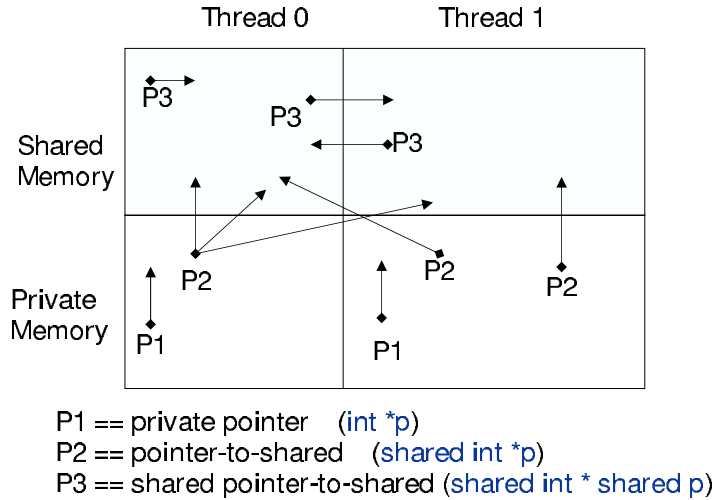 Thread 0
Thread 1
P3
P3
P3
Shared
Memory
P2
P2
P2
Private
Memory
P1
P1
P1 == private pointer (int *p)
P2 == pointer-to-shared (shared int *p)
P3 == shared pointer-to-shared (shared int * shared p)